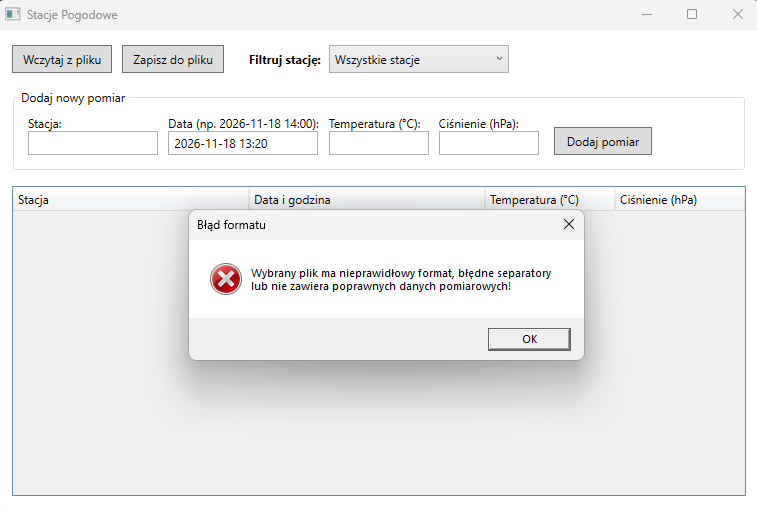 Stacje Pogodowe
Wczytaj z pliku
Zapisz do pliku
Filtruj stację:
Wszystkie stacje
Dodaj nowy pomiar
Stacja:
Data (np. 2026-11-18 14:00):
Temperatura (°C):
Ciśnienie (hPa):
2026-11-18 13:20
Dodaj pomiar
Stacja
Data i godzina
Temperatura (°C)
Ciśnienie (hPa)
Błąd formatu
Wybrany plik ma nieprawidłowy format, błędne separatory
lub nie zawiera poprawnych danych pomiarowych!
OK